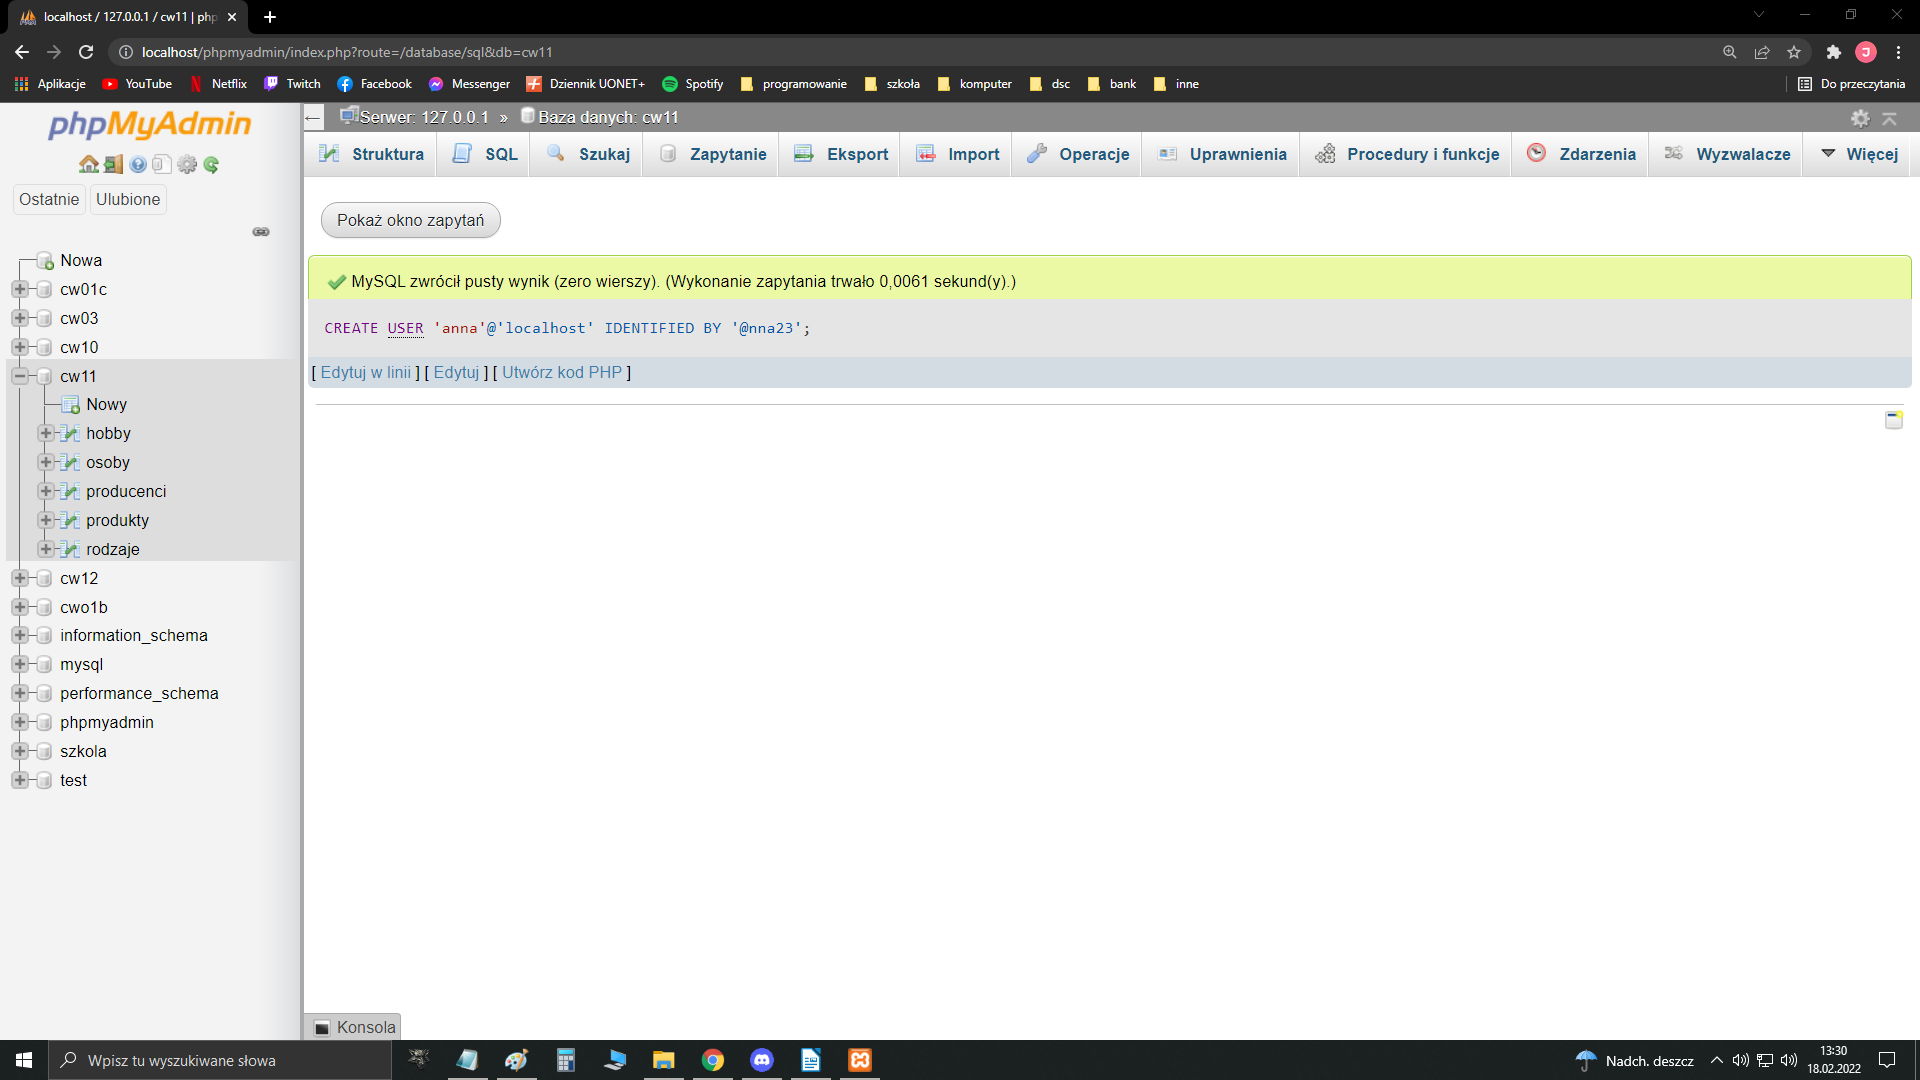 localhost / 127.0.0.1 / cw11 | php
localhost/phpmyadmin/index.php?route=/database/sql&db=cw11
J
Aplikacje YouTube Netflix Twitch Facebook Messenger Dziennik UONET+ Spotify programowanie szkoła komputer dsc bank inne Do przeczytania
phpMyAdmin
Ostatnie Ulubione
Nowa
cw01c
cw03
cw10
cw11
Nowy
hobby
osoby
producenci
produkty
rodzaje
cw12
cwo1b
information_schema
mysql
performance_schema
phpmyadmin
szkola
test
Serwer: 127.0.0.1 » Baza danych: cw11
Struktura SQL Szukaj Zapytanie Eksport Import Operacje Uprawnienia Procedury i funkcje Zdarzenia Wyzwalacze Więcej
Pokaż okno zapytań
MySQL zwrócił pusty wynik (zero wierszy). (Wykonanie zapytania trwało 0,0061 sekund(y).)
CREATE USER 'anna'@'localhost' IDENTIFIED BY '@nna23';
[ Edytuj w linii ] [ Edytuj ] [ Utwórz kod PHP ]
Konsola
Wpisz tu wyszukiwane słowa
Nadch. deszcz
13:30
18.02.2022